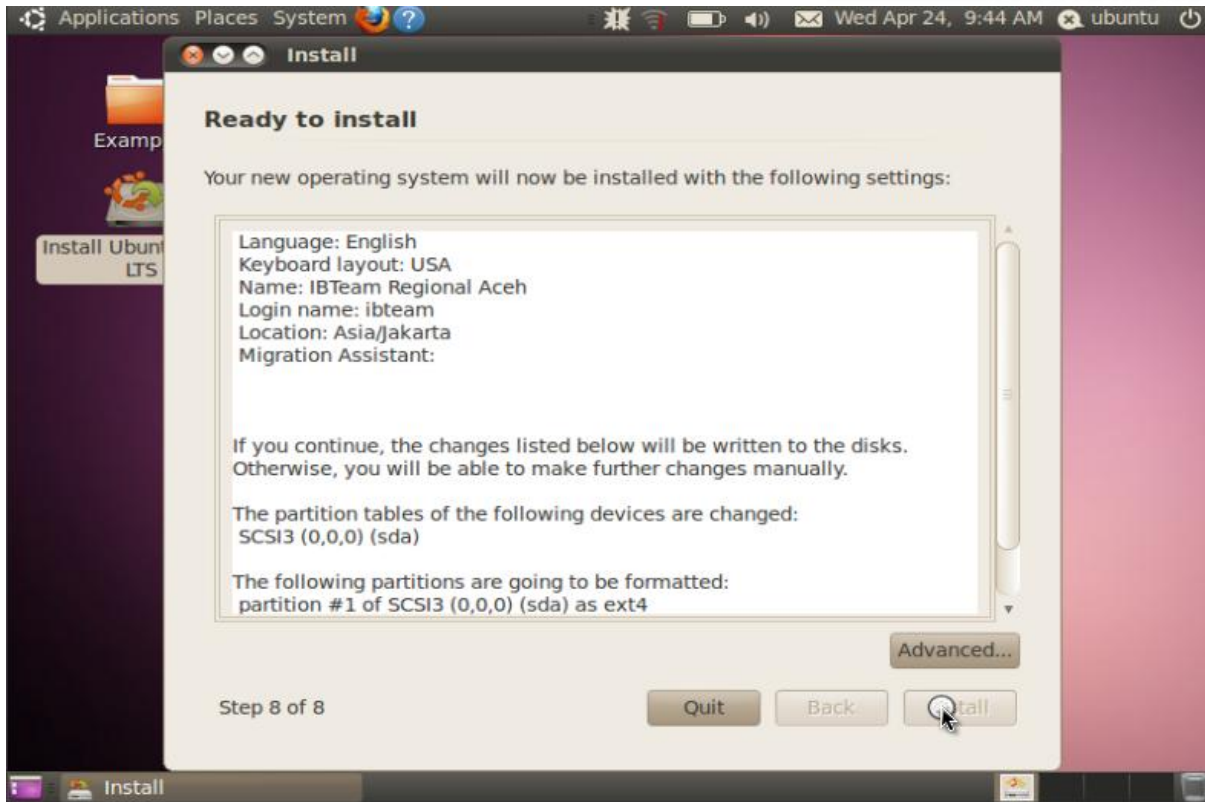 Applications Places System ? Wed Apr 24, 9:44 AM ubuntu
Install
Examp
Install Ubun
LTS
Ready to install
Your new operating system will now be installed with the following settings:
Language: English
Keyboard layout: USA
Name: IBTeam Regional Aceh
Login name: ibteam
Location: Asia/Jakarta
Migration Assistant:
If you continue, the changes listed below will be written to the disks.
Otherwise, you will be able to make further changes manually.
The partition tables of the following devices are changed:
SCSI3 (0,0,0) (sda)
The following partitions are going to be formatted:
partition #1 of SCSI3 (0,0,0) (sda) as ext4
Advanced...
Step 8 of 8 Quit Back tall
Install